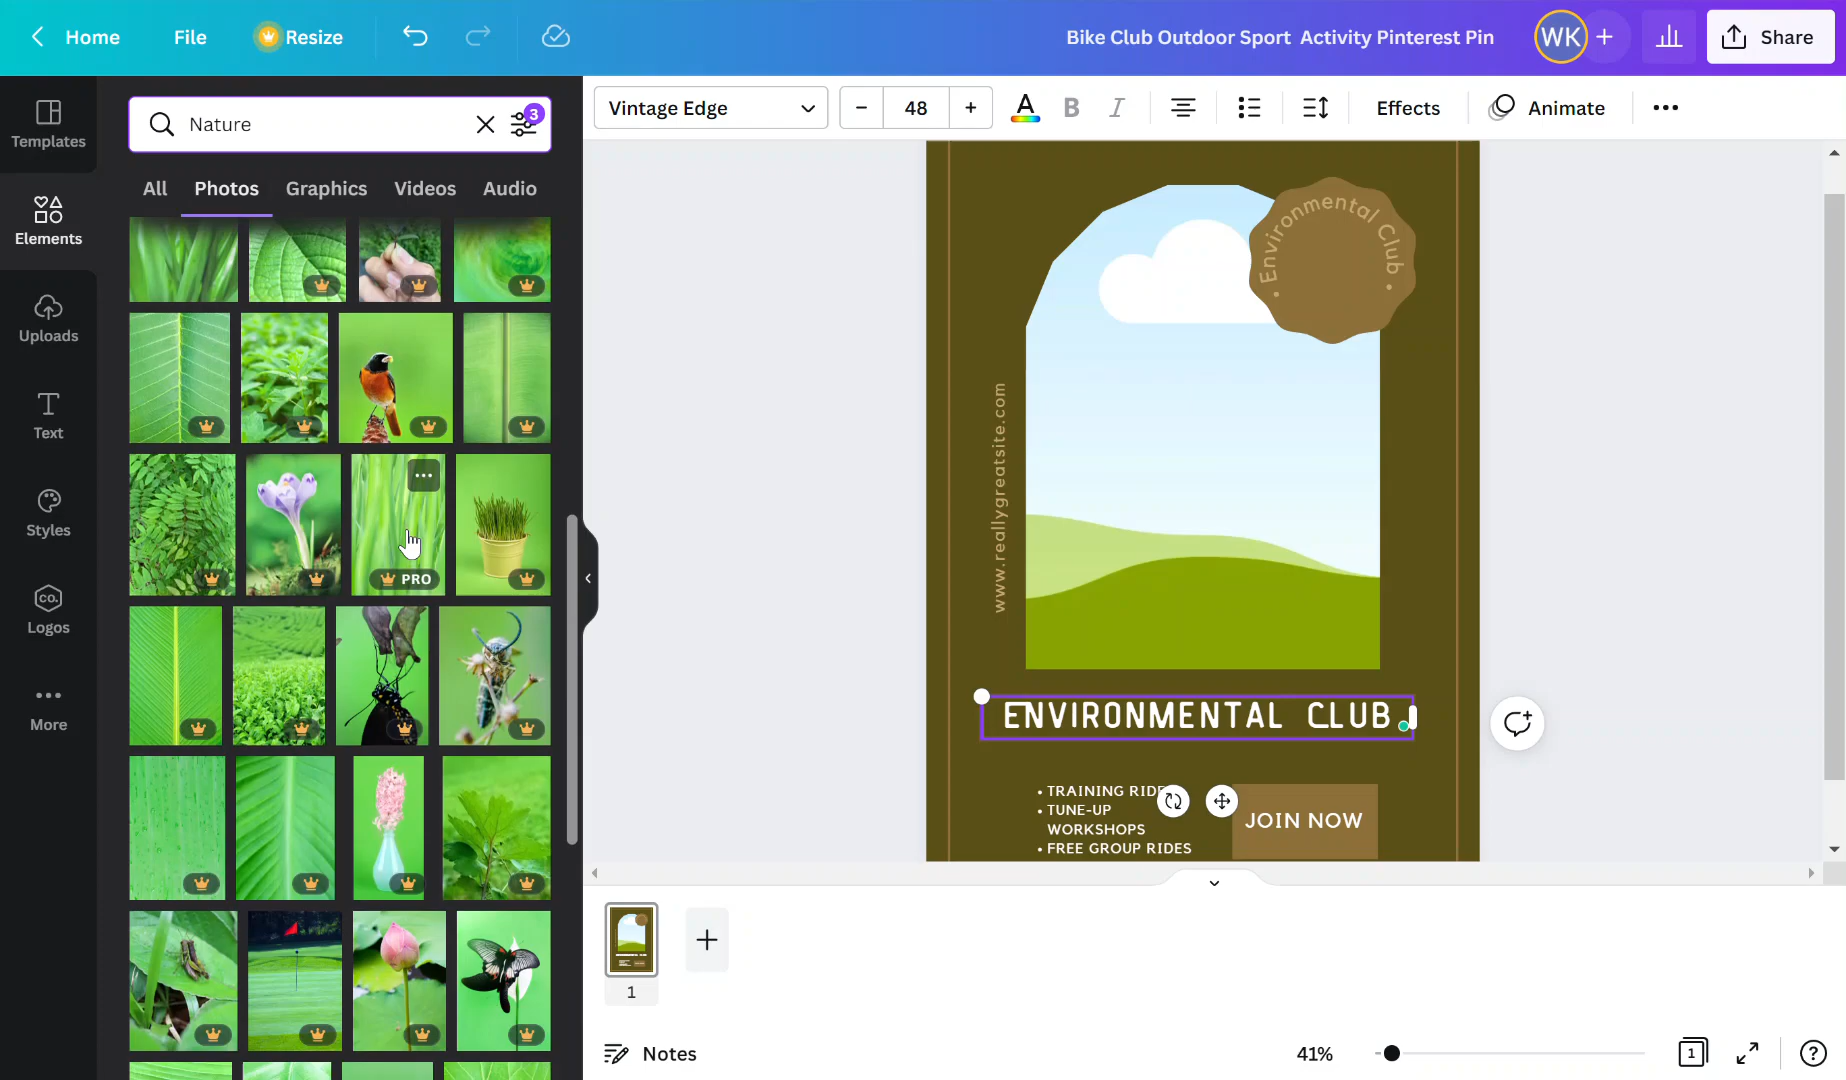 Home
File
Resize
Bike Club Outdoor Sport Activity Pinterest Pin
WK
Share
Templates
Elements
Uploads
Text
Styles
CO.
Logos
More
Nature
3
All
Photos
Graphics
Videos
Audio
PRO
Vintage Edge
48
A
B
I
Effects
Animate
• Environmental Club •
www.reallygreatsite.com
ENVIRONMENTAL CLUB
• TRAINING RIDE
• TUNE-UP
WORKSHOPS
• FREE GROUP RIDES
JOIN NOW
1
Notes
41%
1
?